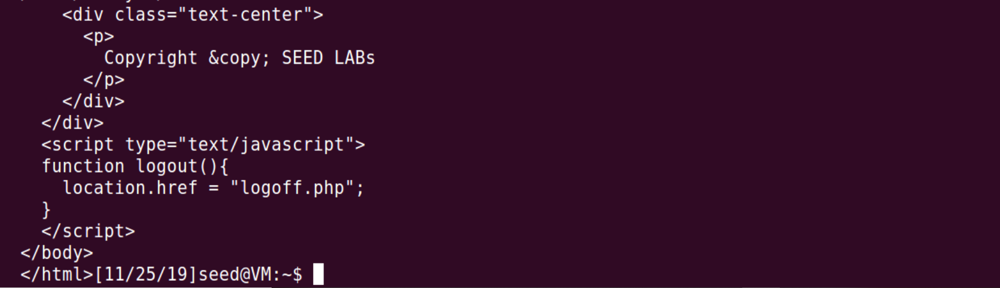 <div class="text-center">
<p>
Copyright &copy; SEED LABs
</p>
</div>
</div>
<script type="text/javascript">
function logout(){
location.href = "logoff.php";
}
</script>
</body>
</html>[11/25/19]seed@VM:~$